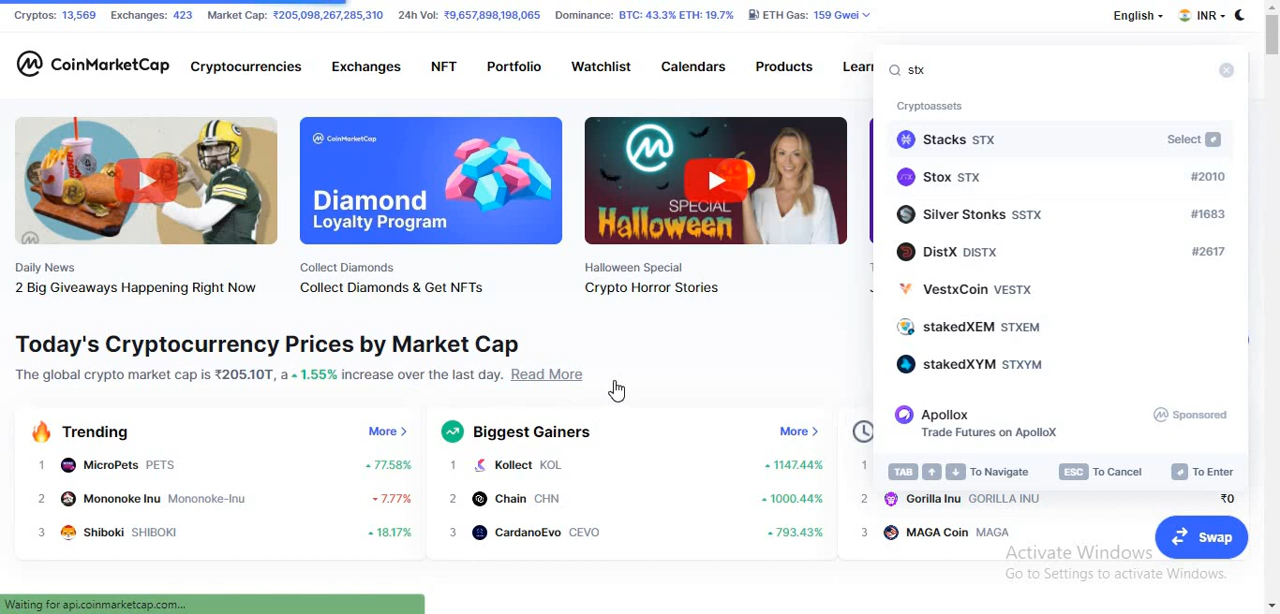 Cryptos: 13,569 Exchanges: 423 Market Cap: ₹205,098,267,285,310 24h Vol: ₹9,657,898,198,065 Dominance: BTC: 43.3% ETH: 19.7% ETH Gas: 159 Gwei English INR
CoinMarketCap Cryptocurrencies Exchanges NFT Portfolio Watchlist Calendars Products Lear
stx
Cryptoassets
Stacks STX Select
Stox STX #2010
Silver Stonks SSTX #1683
DistX DISTX #2617
VestxCoin VESTX
stakedXEM STXEM
stakedXYM STXYM
Apollox Sponsored
Trade Futures on ApolloX
TAB To Navigate ESC To Cancel To Enter
CoinMarketCap
Diamond
Loyalty Program
SPECIAL
Halloween
Daily News
2 Big Giveaways Happening Right Now
Collect Diamonds
Collect Diamonds & Get NFTs
Halloween Special
Crypto Horror Stories
Today's Cryptocurrency Prices by Market Cap
The global crypto market cap is ₹205.10T, a 1.55% increase over the last day. Read More
Trending More
1 MicroPets PETS 77.58%
2 Mononoke Inu Mononoke-Inu 7.77%
3 Shiboki SHIBOKI 18.17%
Biggest Gainers More
1 Kollect KOL 1147.44%
2 Chain CHN 1000.44%
3 CardanoEvo CEVO 793.43%
1
2 Gorilla Inu GORILLA INU ₹0
3 MAGA Coin MAGA
Swap
Activate Windows
Go to Settings to activate Windows.
Waiting for api.coinmarketcap.com...